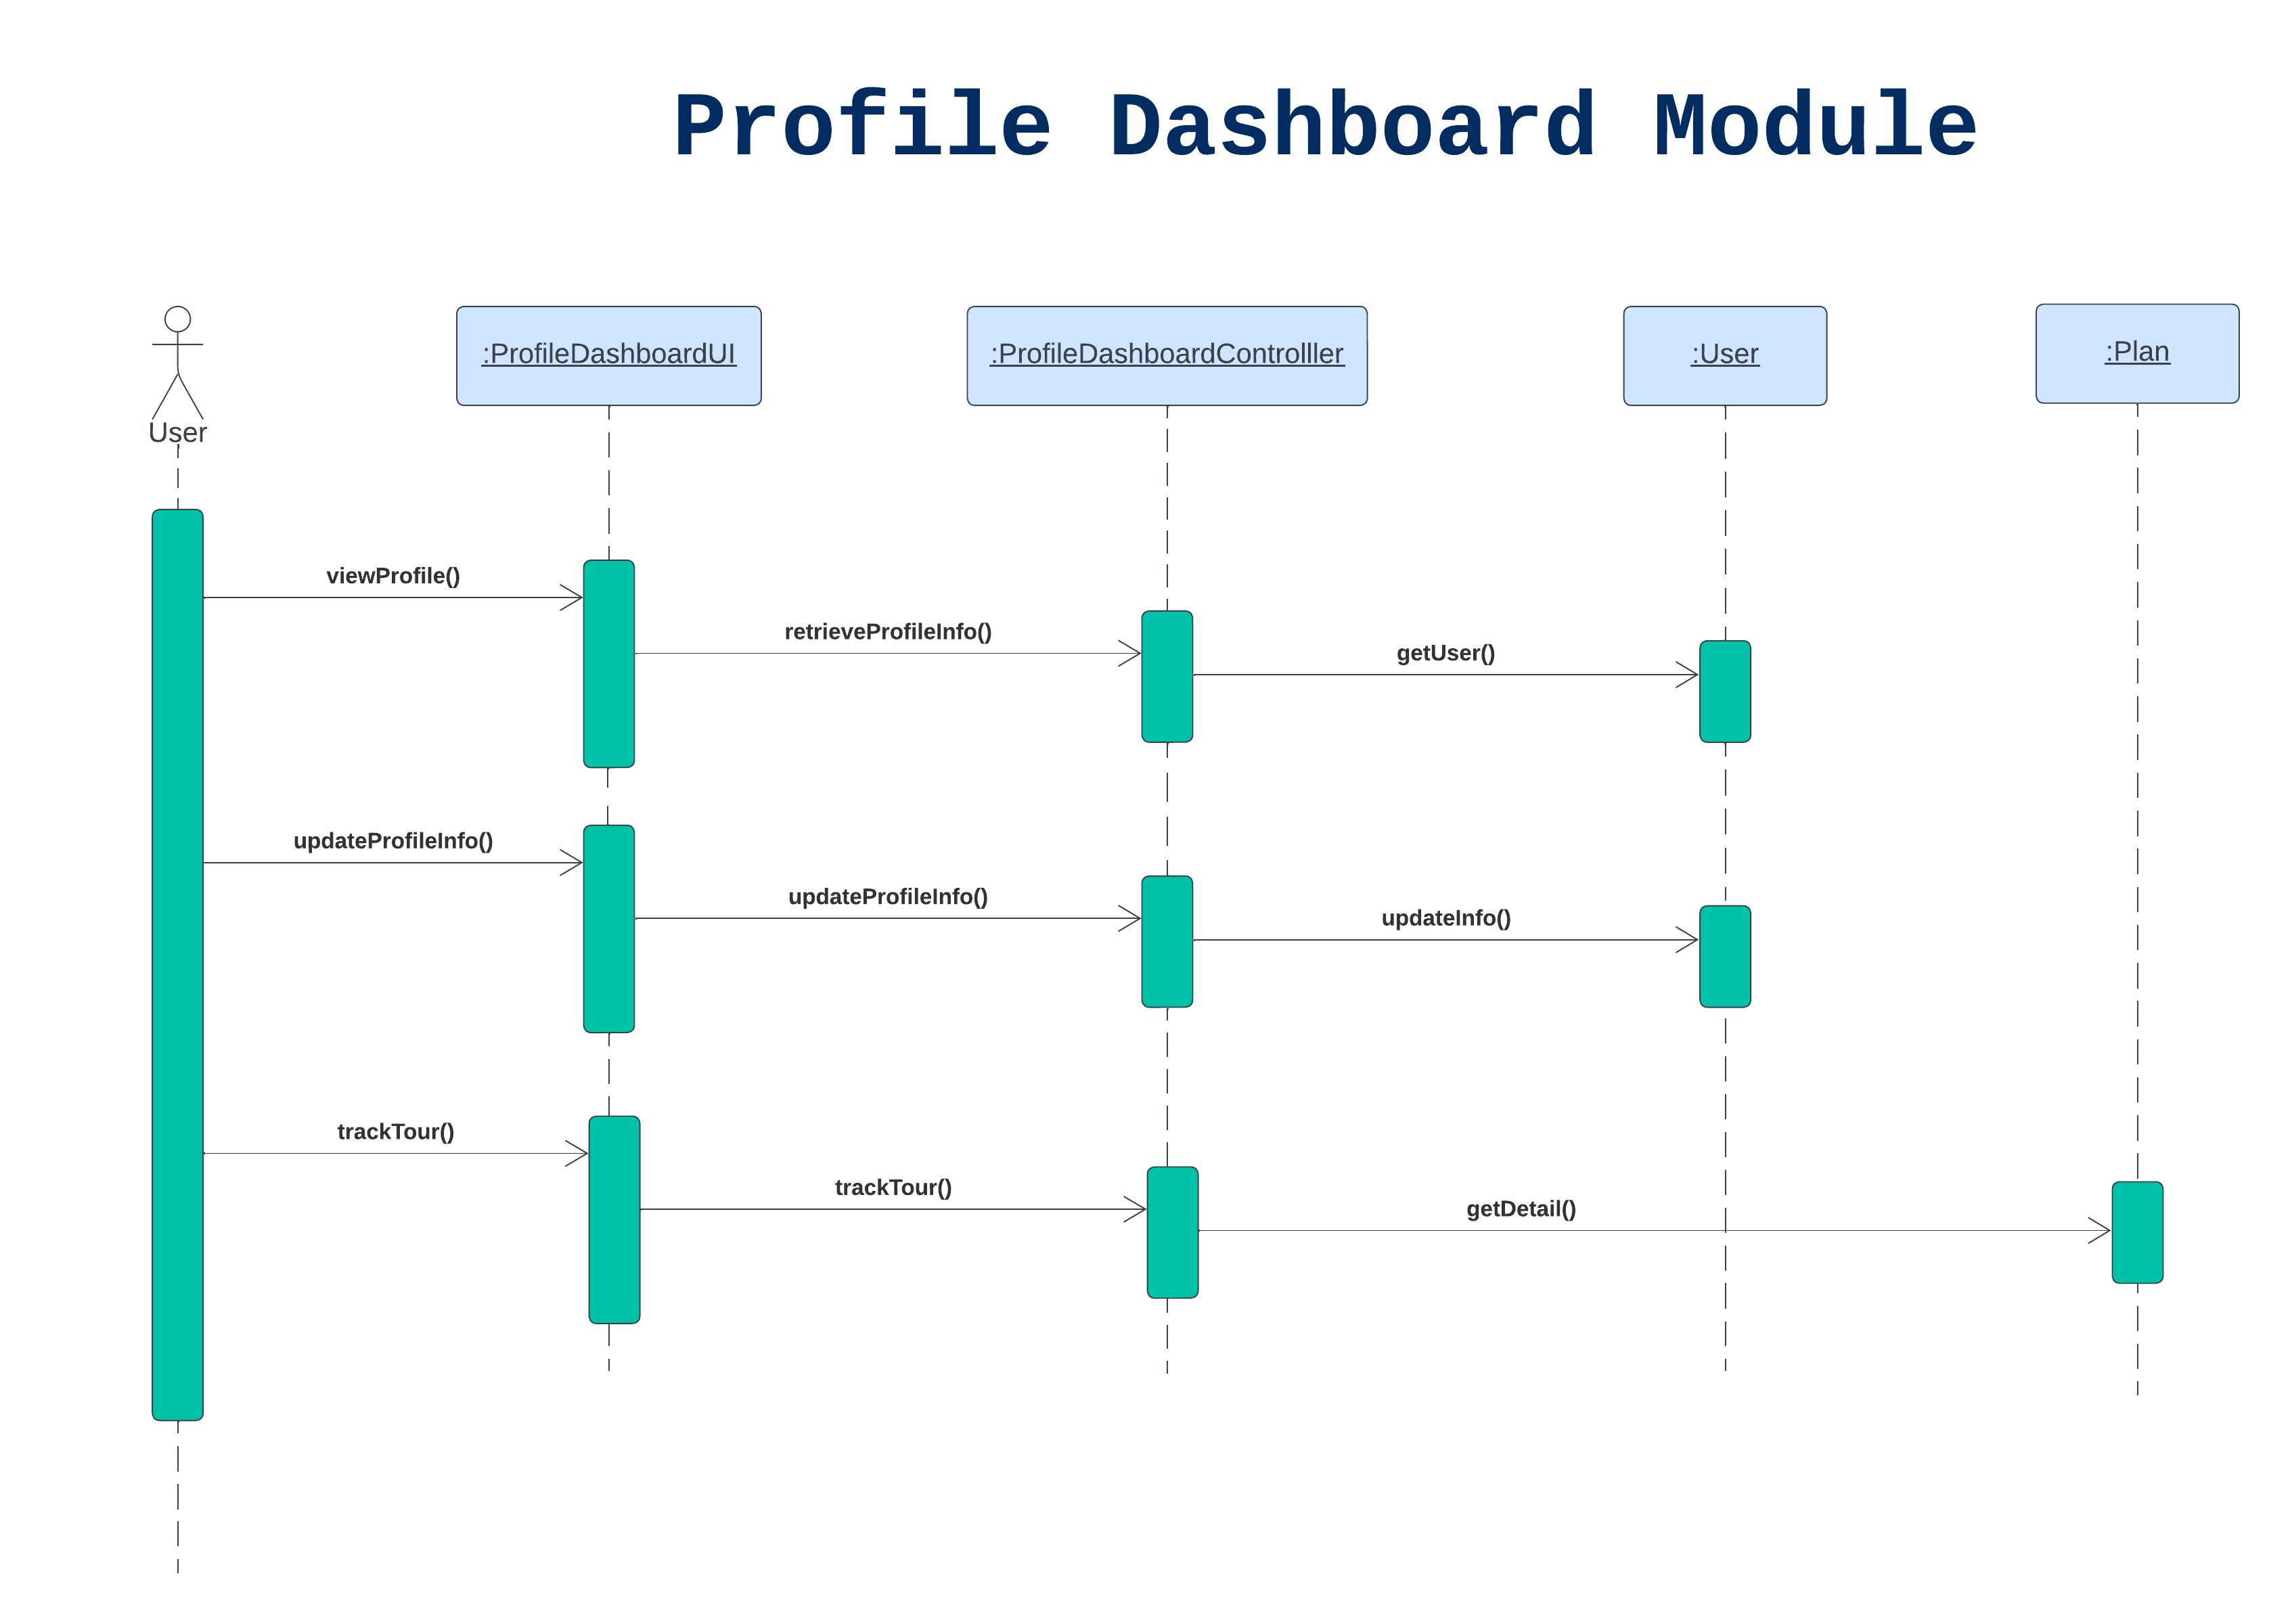 Profile Dashboard Module
User
:ProfileDashboardUI
:ProfileDashboardControlller
:User
:Plan
viewProfile()
retrieveProfileInfo()
getUser()
updateProfileInfo()
updateProfileInfo()
updateInfo()
trackTour()
trackTour()
getDetail()